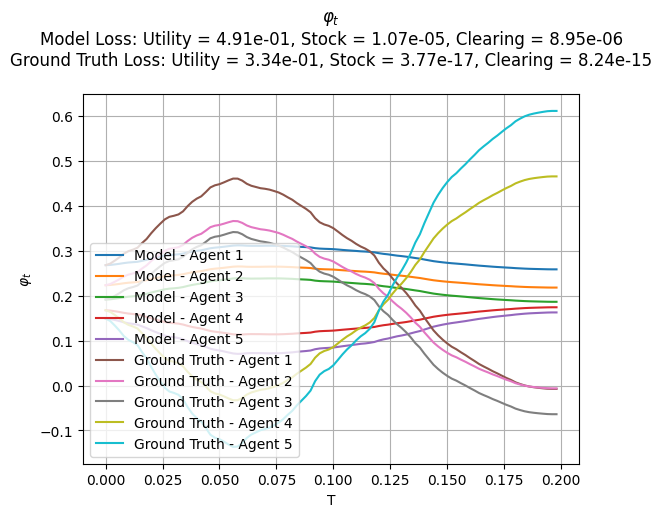 φₜ
Model Loss: Utility = 4.91e-01, Stock = 1.07e-05, Clearing = 8.95e-06
Ground Truth Loss: Utility = 3.34e-01, Stock = 3.77e-17, Clearing = 8.24e-15
0.6
0.5
0.4
0.3
0.2
0.1
0.0
−0.1
φₜ
Model - Agent 1
Model - Agent 2
Model - Agent 3
Model - Agent 4
Model - Agent 5
Ground Truth - Agent 1
Ground Truth - Agent 2
Ground Truth - Agent 3
Ground Truth - Agent 4
Ground Truth - Agent 5
0.000 0.025 0.050 0.075 0.100 0.125 0.150 0.175 0.200
T